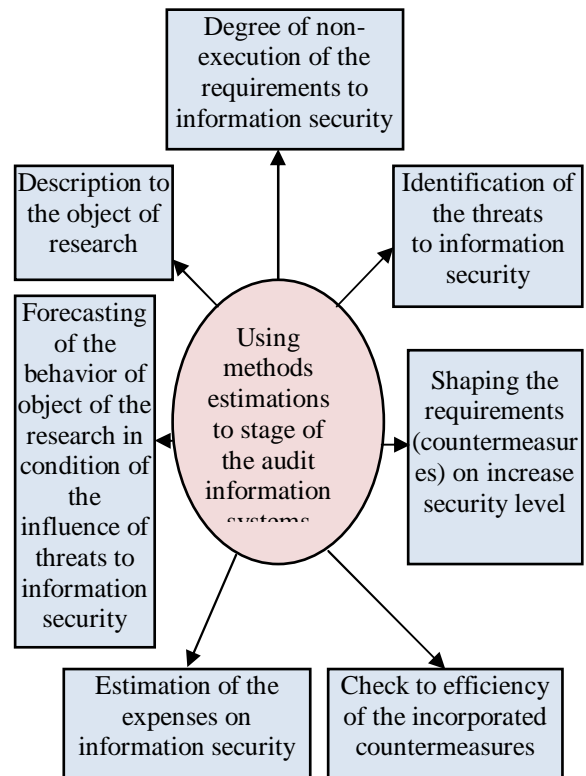 Degree of non-
execution of the
requirements to
information security
Description to
the object of
research
Identification of
the threats
to information
security
Forecasting
of the
behavior of
object of the
research in
condition of
the
influence of
threats to
information
security
Using
methods
estimations
to stage of
the audit
information
systems
Shaping the
requirements
(countermeasur
es) on increase
security level
Estimation of the
expenses on
information security
Check to efficiency
of the incorporated
countermeasures